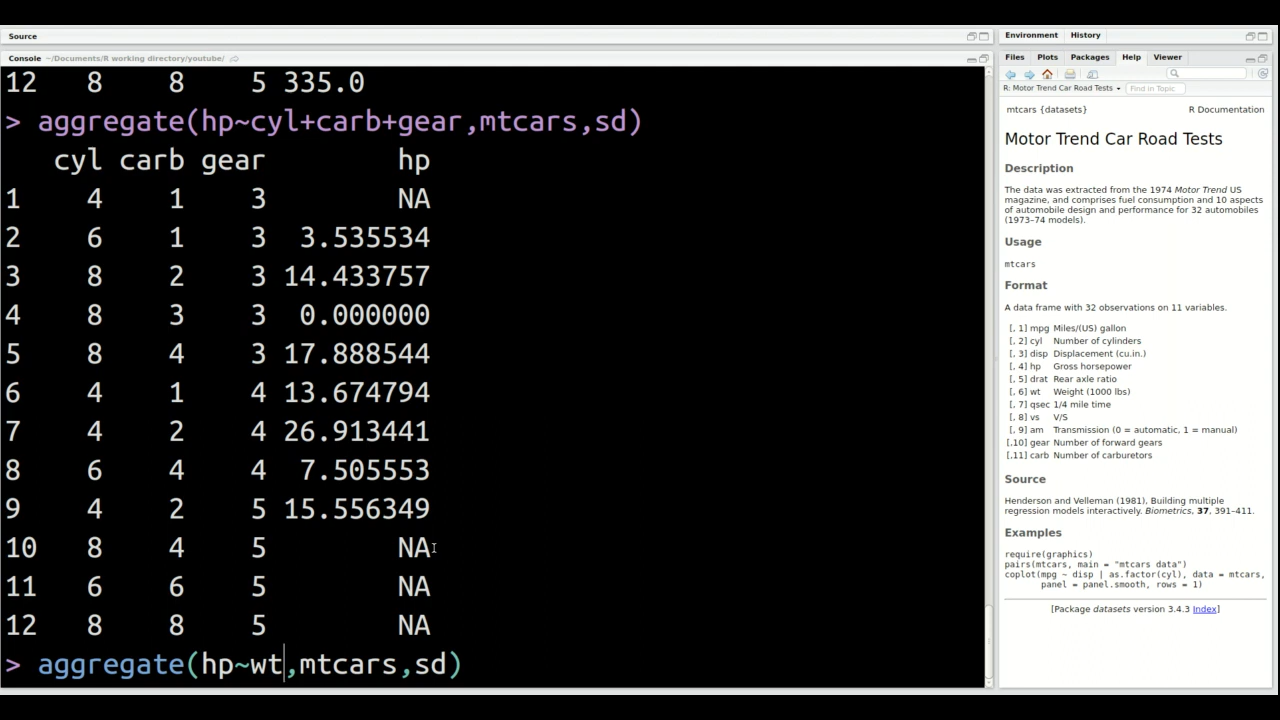 Source
Console ~/Documents/R working directory/youtube/
12 8 8 5 335.0
> aggregate(hp~cyl+carb+gear,mtcars,sd)
cyl carb gear hp
1 4 1 3 NA
2 6 1 3 3.535534
3 8 2 3 14.433757
4 8 3 3 0.000000
5 8 4 3 17.888544
6 4 1 4 13.674794
7 4 2 4 26.913441
8 6 4 4 7.505553
9 4 2 5 15.556349
10 8 4 5 NA
11 6 6 5 NA
12 8 8 5 NA
> aggregate(hp~wt,mtcars,sd)
Environment History
Files Plots Packages Help Viewer
R: Motor Trend Car Road Tests Find in Topic
mtcars {datasets} R Documentation
Motor Trend Car Road Tests
Description
The data was extracted from the 1974 Motor Trend US
magazine, and comprises fuel consumption and 10 aspects
of automobile design and performance for 32 automobiles
(1973–74 models).
Usage
mtcars
Format
A data frame with 32 observations on 11 variables.
[, 1] mpg Miles/(US) gallon
[, 2] cyl Number of cylinders
[, 3] disp Displacement (cu.in.)
[, 4] hp Gross horsepower
[, 5] drat Rear axle ratio
[, 6] wt Weight (1000 lbs)
[, 7] qsec 1/4 mile time
[, 8] vs V/S
[, 9] am Transmission (0 = automatic, 1 = manual)
[,10] gear Number of forward gears
[,11] carb Number of carburetors
Source
Henderson and Velleman (1981), Building multiple
regression models interactively. Biometrics, 37, 391–411.
Examples
require(graphics)
pairs(mtcars, main = "mtcars data")
coplot(mpg ~ disp | as.factor(cyl), data = mtcars,
panel = panel.smooth, rows = 1)
[Package datasets version 3.4.3 Index]